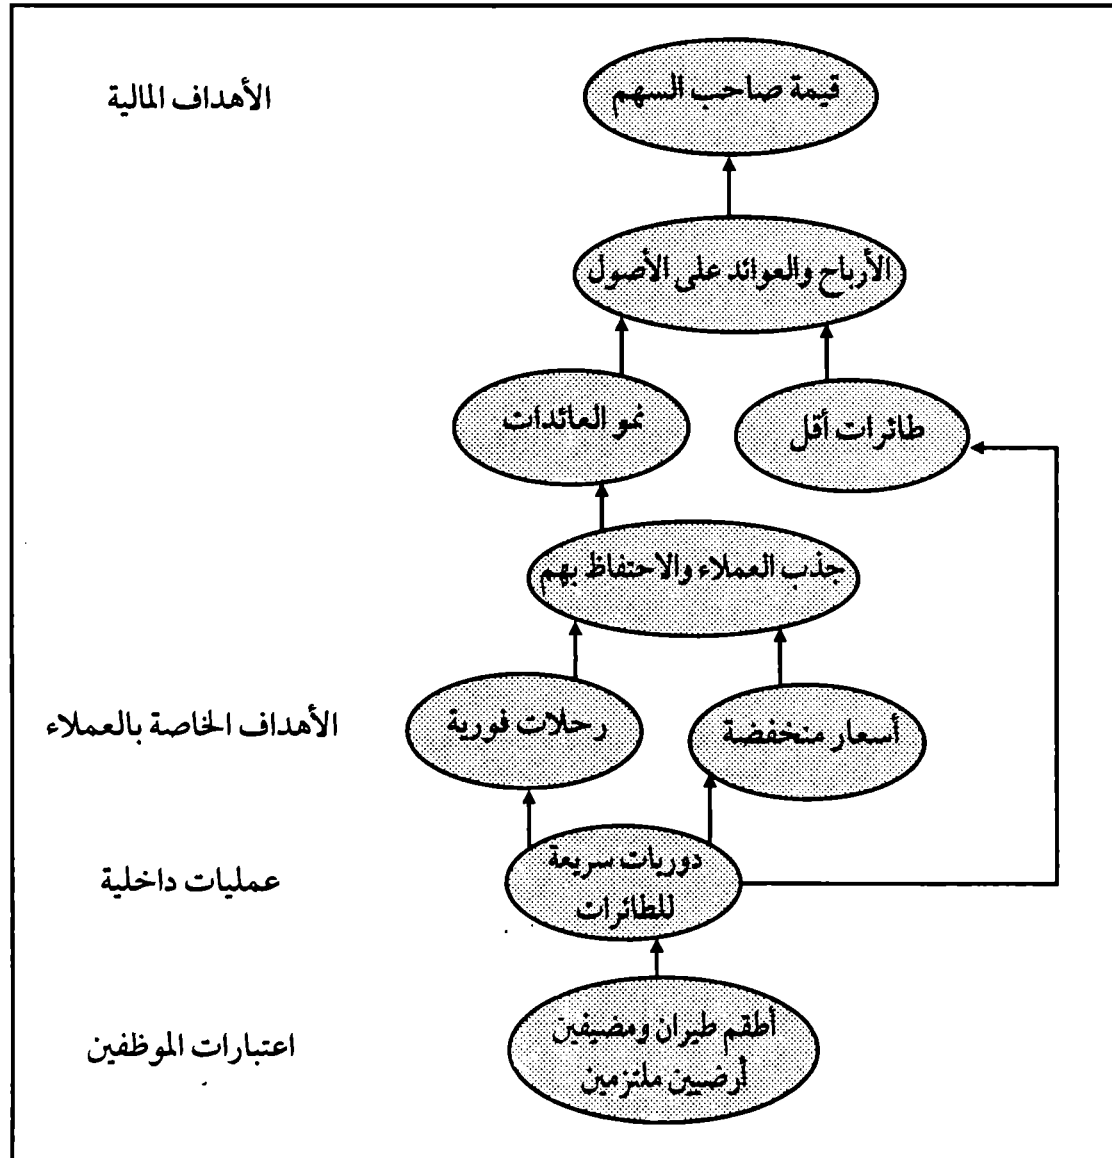 الأهداف المالية
قيمة صاحب السهم
الأرباح والعوائد على الأصول
نمو العائدات
طائرات أقل
جذب العملاء والاحتفاظ بهم
الأهداف الخاصة بالعملاء
رحلات فورية
أسعار منخفضة
عمليات داخلية
دوريات سريعة
للطائرات
اعتبارات الموظفين
أطقم طيران ومضيفين
أرضيين ملتزمين